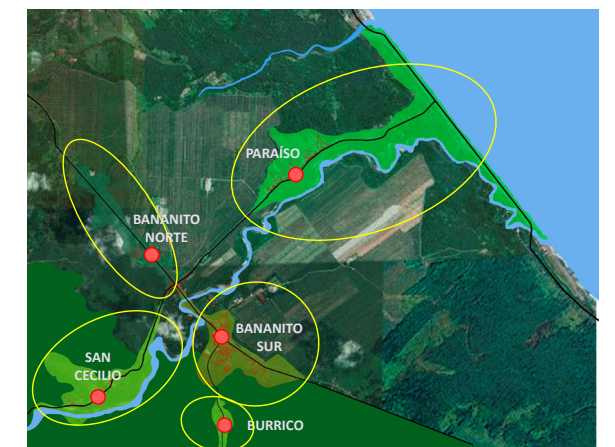 PARAÍSO
BANANITO
NORTE
BANANITO
SUR
SAN
CECILIO
BURRICO